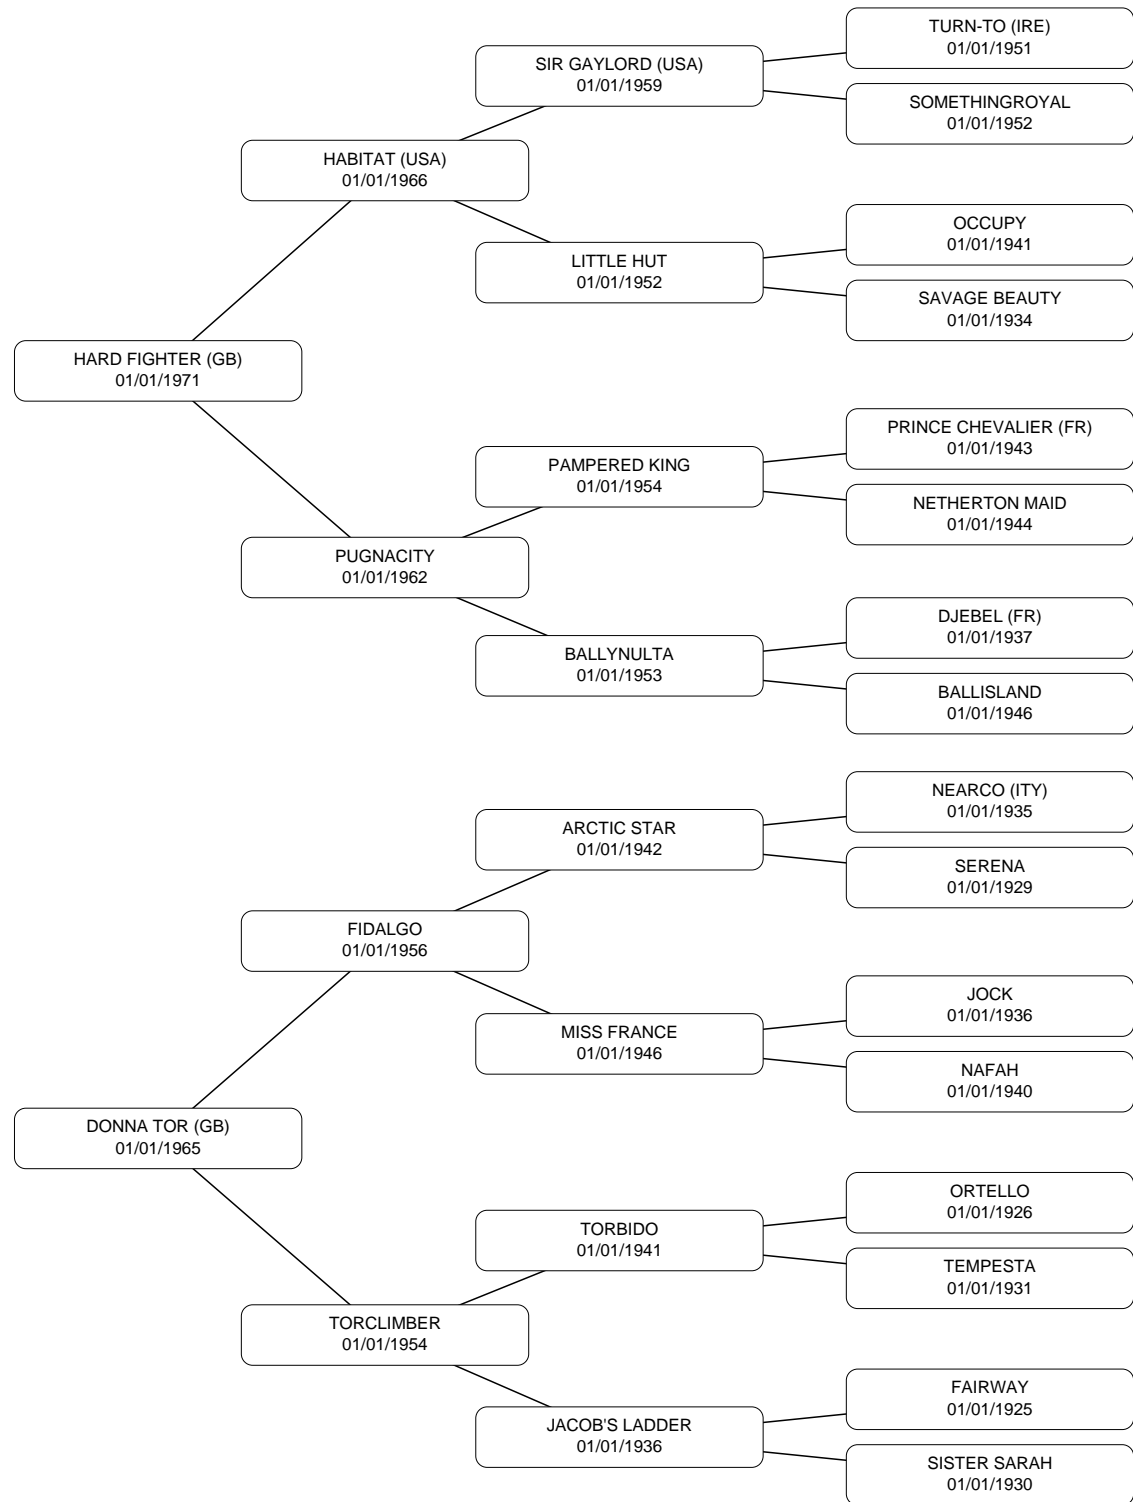 TURN-TO (IRE)
01/01/1951
SIR GAYLORD (USA)
01/01/1959
SOMETHINGROYAL
01/01/1952
HABITAT (USA)
01/01/1966
OCCUPY
01/01/1941
LITTLE HUT
01/01/1952
SAVAGE BEAUTY
01/01/1934
HARD FIGHTER (GB)
01/01/1971
PRINCE CHEVALIER (FR)
01/01/1943
PAMPERED KING
01/01/1954
NETHERTON MAID
01/01/1944
PUGNACITY
01/01/1962
DJEBEL (FR)
01/01/1937
BALLYNULTA
01/01/1953
BALLISLAND
01/01/1946
NEARCO (ITY)
01/01/1935
ARCTIC STAR
01/01/1942
SERENA
01/01/1929
FIDALGO
01/01/1956
JOCK
01/01/1936
MISS FRANCE
01/01/1946
NAFAH
01/01/1940
DONNA TOR (GB)
01/01/1965
ORTELLO
01/01/1926
TORBIDO
01/01/1941
TEMPESTA
01/01/1931
TORCLIMBER
01/01/1954
FAIRWAY
01/01/1925
JACOB'S LADDER
01/01/1936
SISTER SARAH
01/01/1930